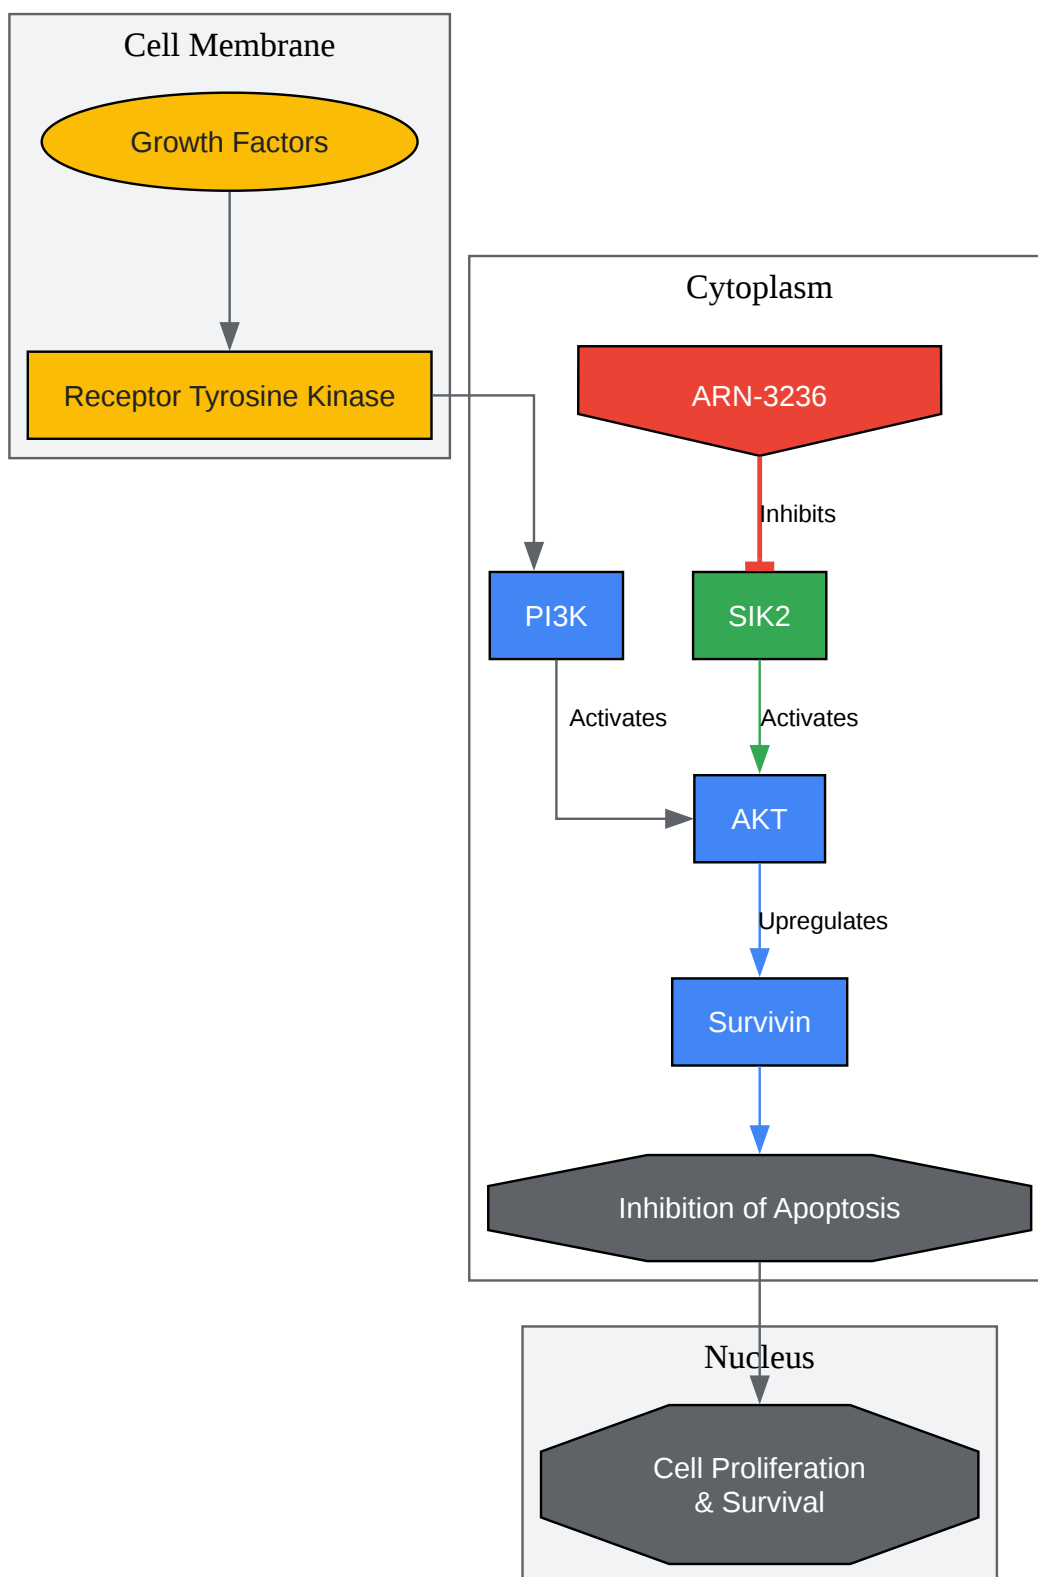 Cell Membrane
Growth Factors
Receptor Tyrosine Kinase
Cytoplasm
ARN-3236
Inhibits
PI3K
SIK2
Activates
Activates
AKT
Upregulates
Survivin
Inhibition of Apoptosis
Nucleus
Cell Proliferation
& Survival